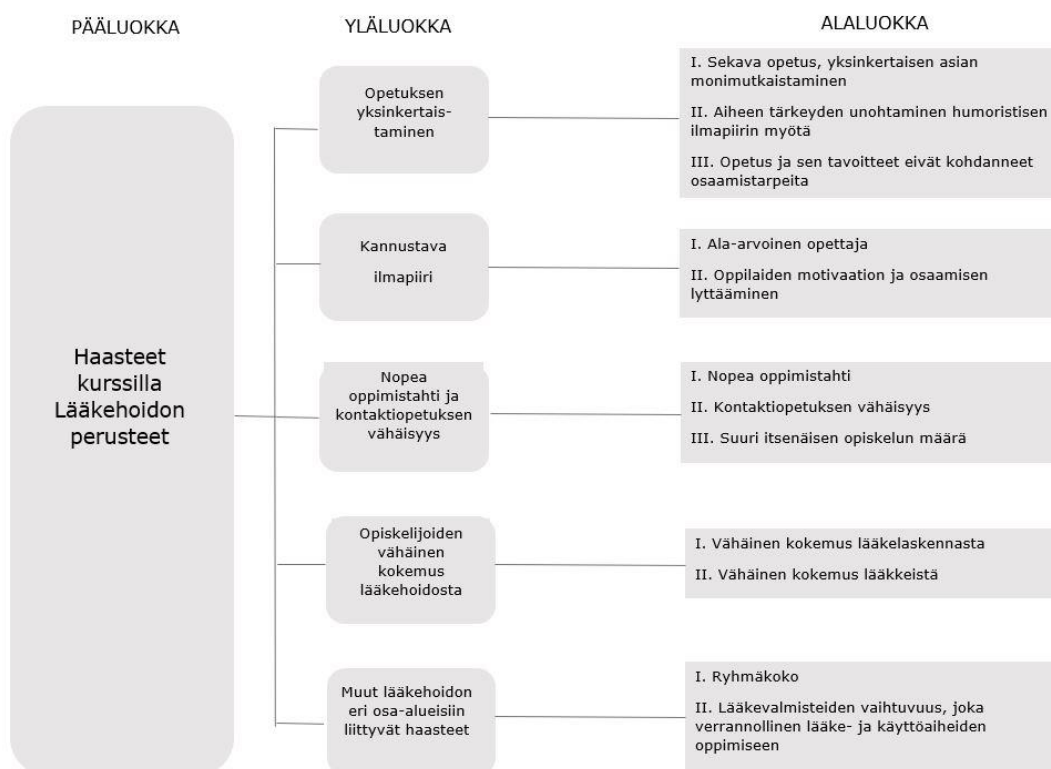 PÄÄLUOKKA
YLÄLUOKKA
ALALUOKKA
Haasteet
kurssilla
Lääkehoidon
perusteet
Opetuksen
yksinkertais-
taminen
I. Sekava opetus, yksinkertaisen asian
monimutkaistaminen
II. Aiheen tärkeyden unohtaminen humoristisen
ilmapiirin myötä
III. Opetus ja sen tavoitteet eivät kohdanneet
osaamistarpeita
Kannustava
ilmapiiri
I. Ala-arvoinen opettaja
II. Oppilaiden motivaation ja osaamisen
lyttääminen
Nopea
oppimistahti ja
kontaktiopetuksen
vähäisyys
I. Nopea oppimistahti
II. Kontaktiopetuksen vähäisyys
III. Suuri itsenäisen opiskelun määrä
Opiskelijoiden
vähäinen
kokemus
lääkehoidosta
I. Vähäinen kokemus lääkelaskennasta
II. Vähäinen kokemus lääkkeistä
Muut lääkehoidon
eri osa-alueisiin
liittyvät haasteet
I. Ryhmäkoko
II. Lääkevalmisteiden vaihtuvuus, joka
verrannollinen lääke- ja käyttöaiheiden
oppimiseen